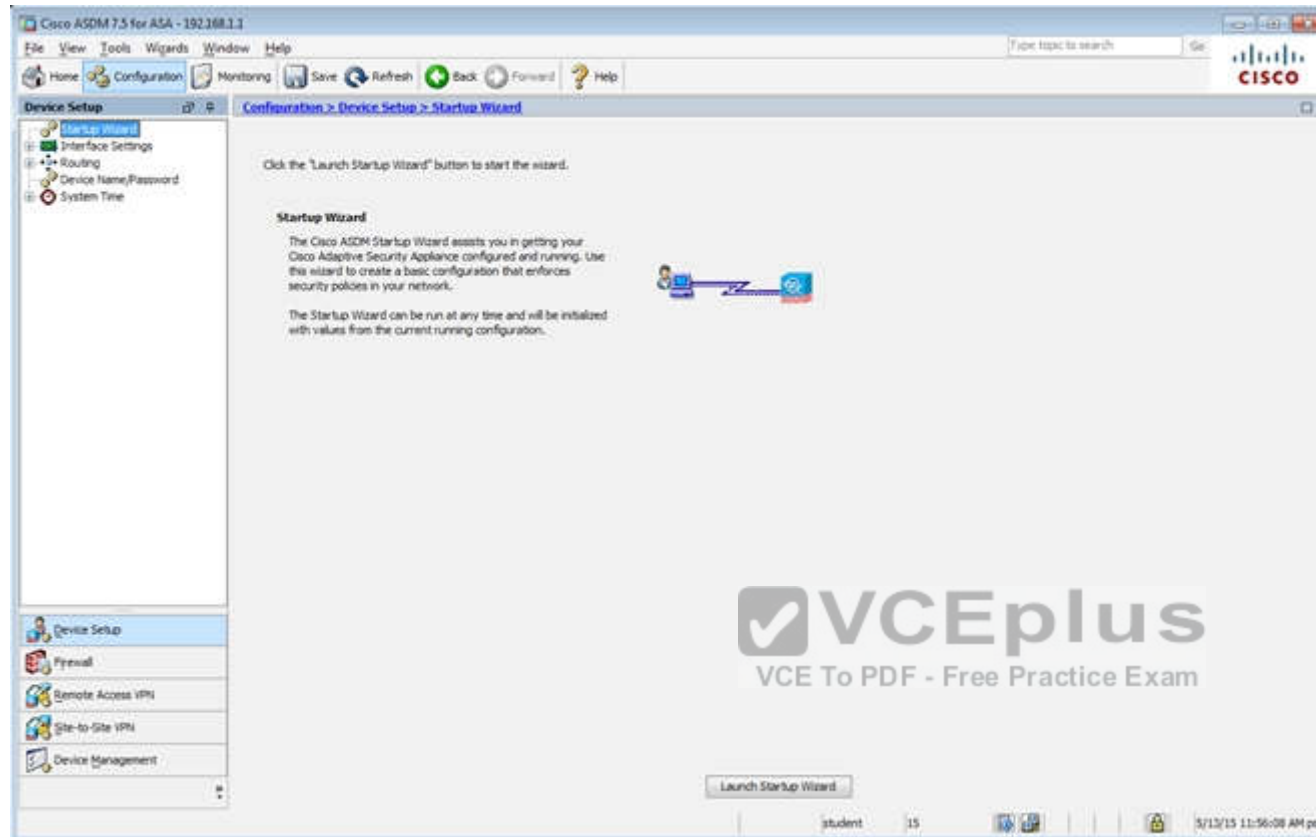 Cisco ASDM 7.5 for ASA - 192.168.1.1
File View Tools Wizards Window Help
Type topic to search Go
Home Configuration Monitoring Save Refresh Back Forward Help
CISCO
Device Setup
Configuration > Device Setup > Startup Wizard
Startup Wizard
Interface Settings
Routing
Device Name/Password
System Time
Click the "Launch Startup Wizard" button to start the wizard.
Startup Wizard
The Cisco ASDM Startup Wizard assists you in getting your
Cisco Adaptive Security Appliance configured and running. Use
this wizard to create a basic configuration that enforces
security policies in your network.
The Startup Wizard can be run at any time and will be initialized
with values from the current running configuration.
Device Setup
Firewall
Remote Access VPN
Site-to-Site VPN
Device Management
VCEplus
VCE To PDF - Free Practice Exam
Launch Startup Wizard
student 15 5/13/15 11:56:08 AM